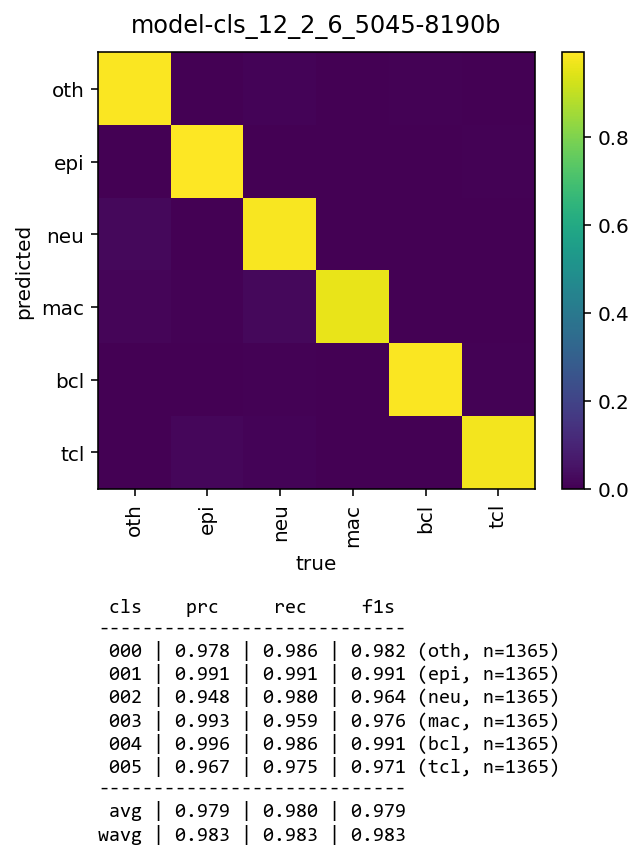 model-cls_12_2_6_5045-8190b
oth
epi
neu
mac
bcl
tcl
predicted
oth
epi
neu
mac
bcl
tcl
true
0.8
0.6
0.4
0.2
0.0
cls prc rec f1s
----------------------------
000 | 0.978 | 0.986 | 0.982 (oth, n=1365)
001 | 0.991 | 0.991 | 0.991 (epi, n=1365)
002 | 0.948 | 0.980 | 0.964 (neu, n=1365)
003 | 0.993 | 0.959 | 0.976 (mac, n=1365)
004 | 0.996 | 0.986 | 0.991 (bcl, n=1365)
005 | 0.967 | 0.975 | 0.971 (tcl, n=1365)
----------------------------
avg | 0.979 | 0.980 | 0.979
wavg | 0.983 | 0.983 | 0.983